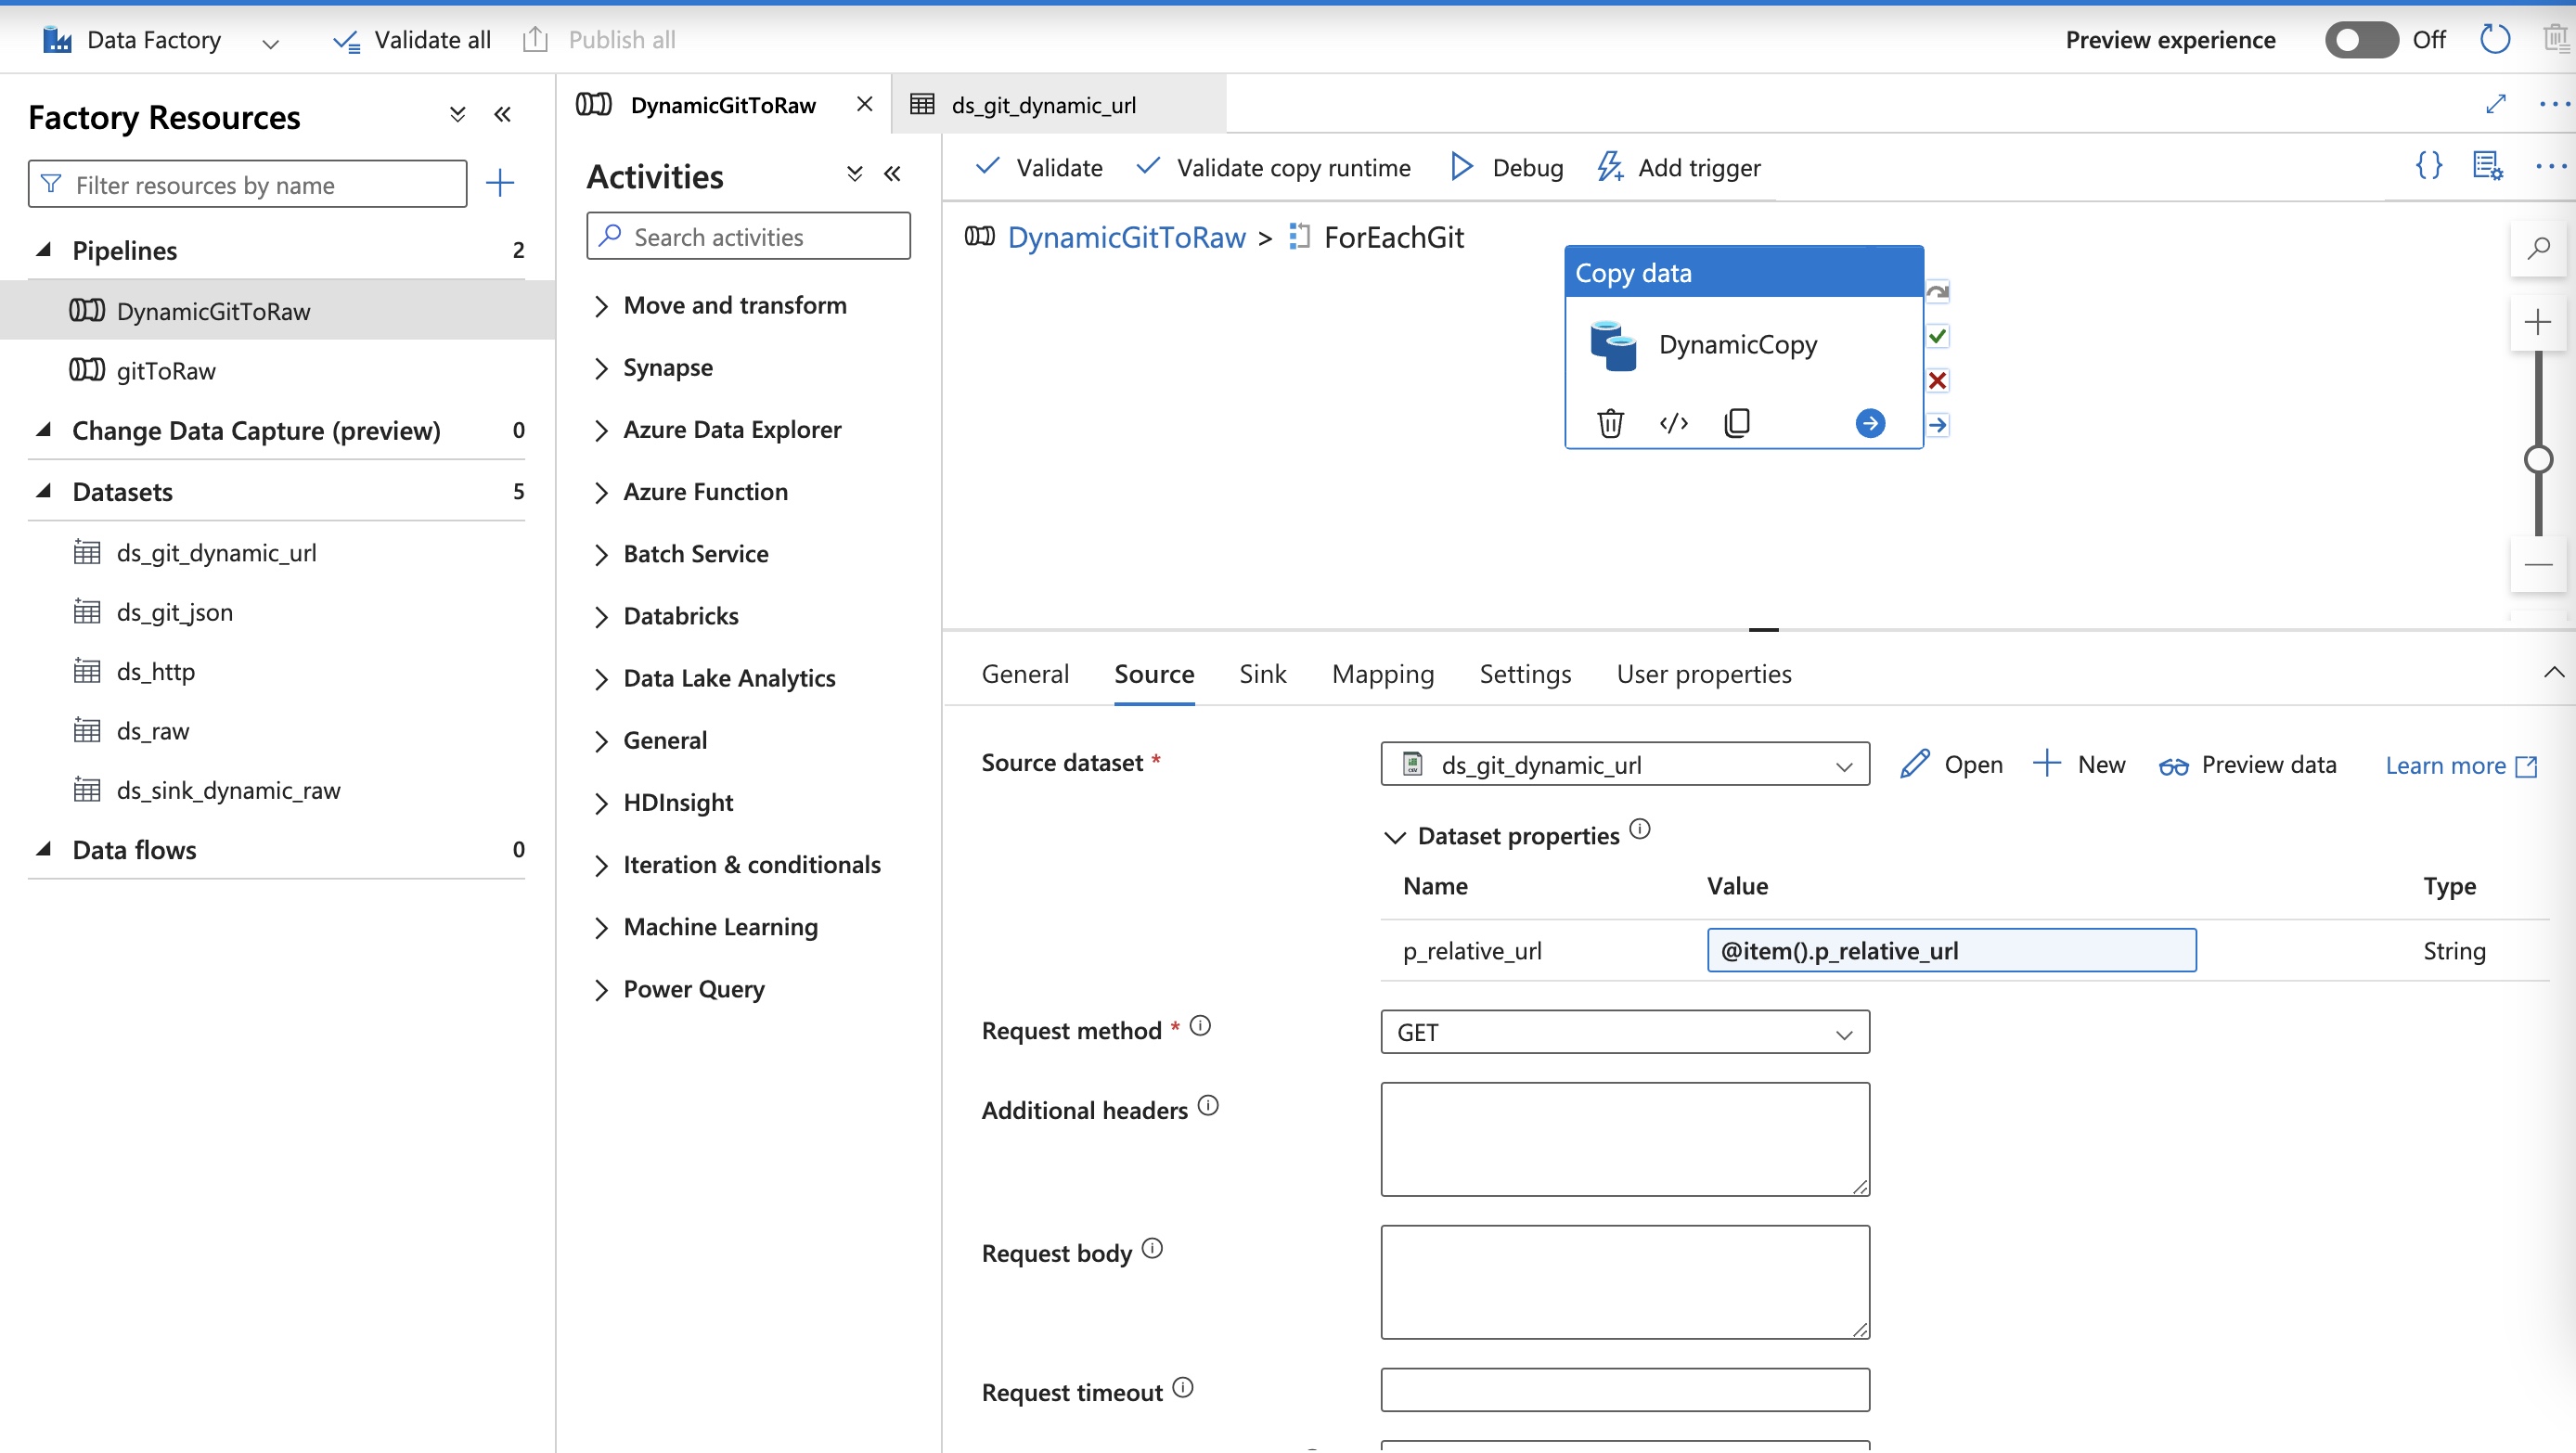 Data Factory
Validate all
Publish all
Preview experience
Off
Factory Resources
Filter resources by name
Pipelines 2
DynamicGitToRaw
gitToRaw
Change Data Capture (preview) 0
Datasets 5
ds_git_dynamic_url
ds_git_json
ds_http
ds_raw
ds_sink_dynamic_raw
Data flows 0
DynamicGitToRaw
ds_git_dynamic_url
Activities
Search activities
Move and transform
Synapse
Azure Data Explorer
Azure Function
Batch Service
Databricks
Data Lake Analytics
General
HDInsight
Iteration & conditionals
Machine Learning
Power Query
Validate
Validate copy runtime
Debug
Add trigger
DynamicGitToRaw > ForEachGit
Copy data
DynamicCopy
General
Source
Sink
Mapping
Settings
User properties
Source dataset *
ds_git_dynamic_url
Open
New
Preview data
Learn more
Dataset properties
Name Value Type
p_relative_url @item().p_relative_url String
Request method *
GET
Additional headers
Request body
Request timeout